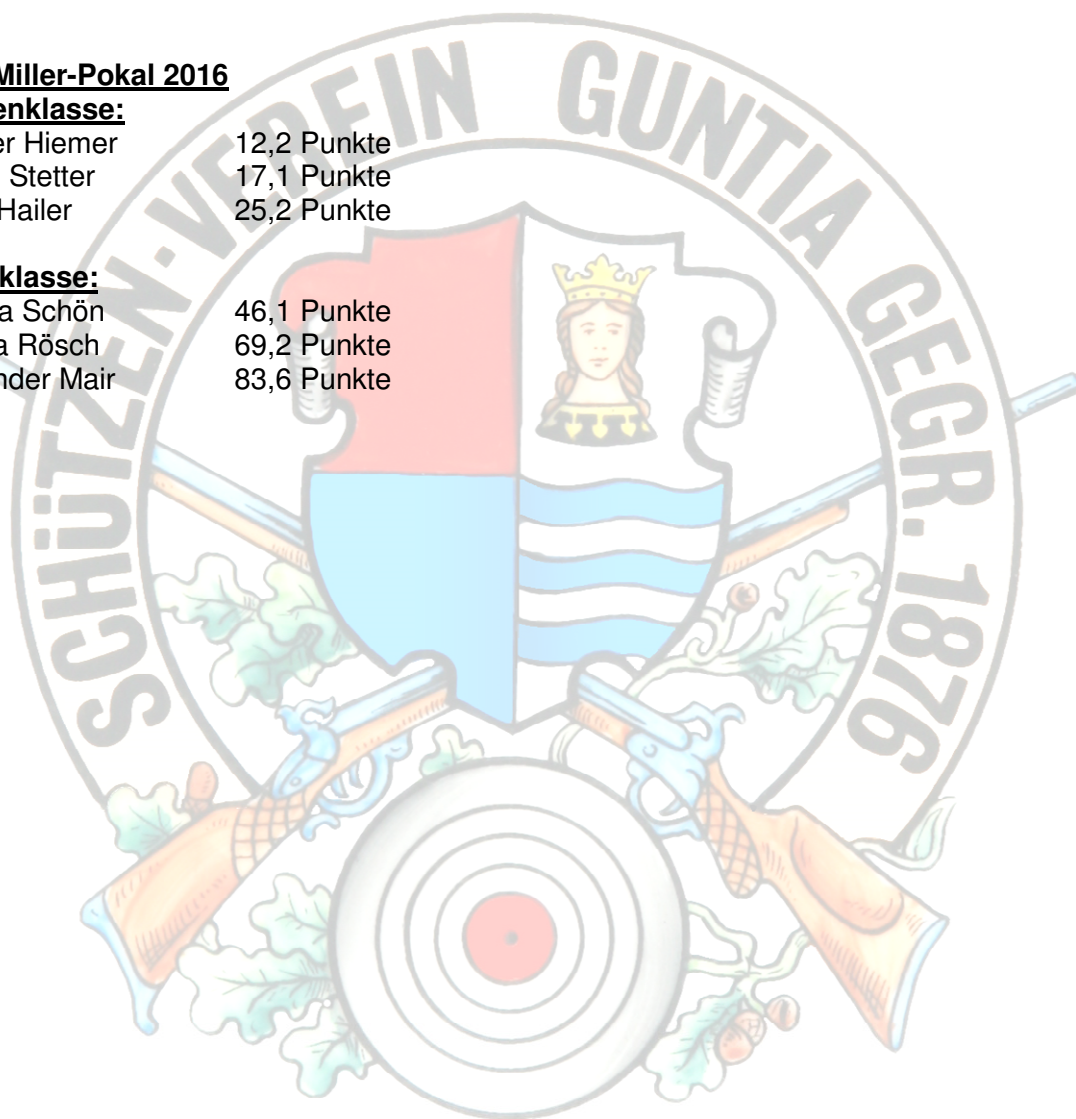 Miller-Pokal 2016
enklasse:
er Hiemer 12,2 Punkte
Stetter 17,1 Punkte
Hailer 25,2 Punkte
klasse:
a Schön 46,1 Punkte
a Rösch 69,2 Punkte
nder Mair 83,6 Punkte
SCHÜTZEN-VEREIN GUNTIA GEGR. 1876